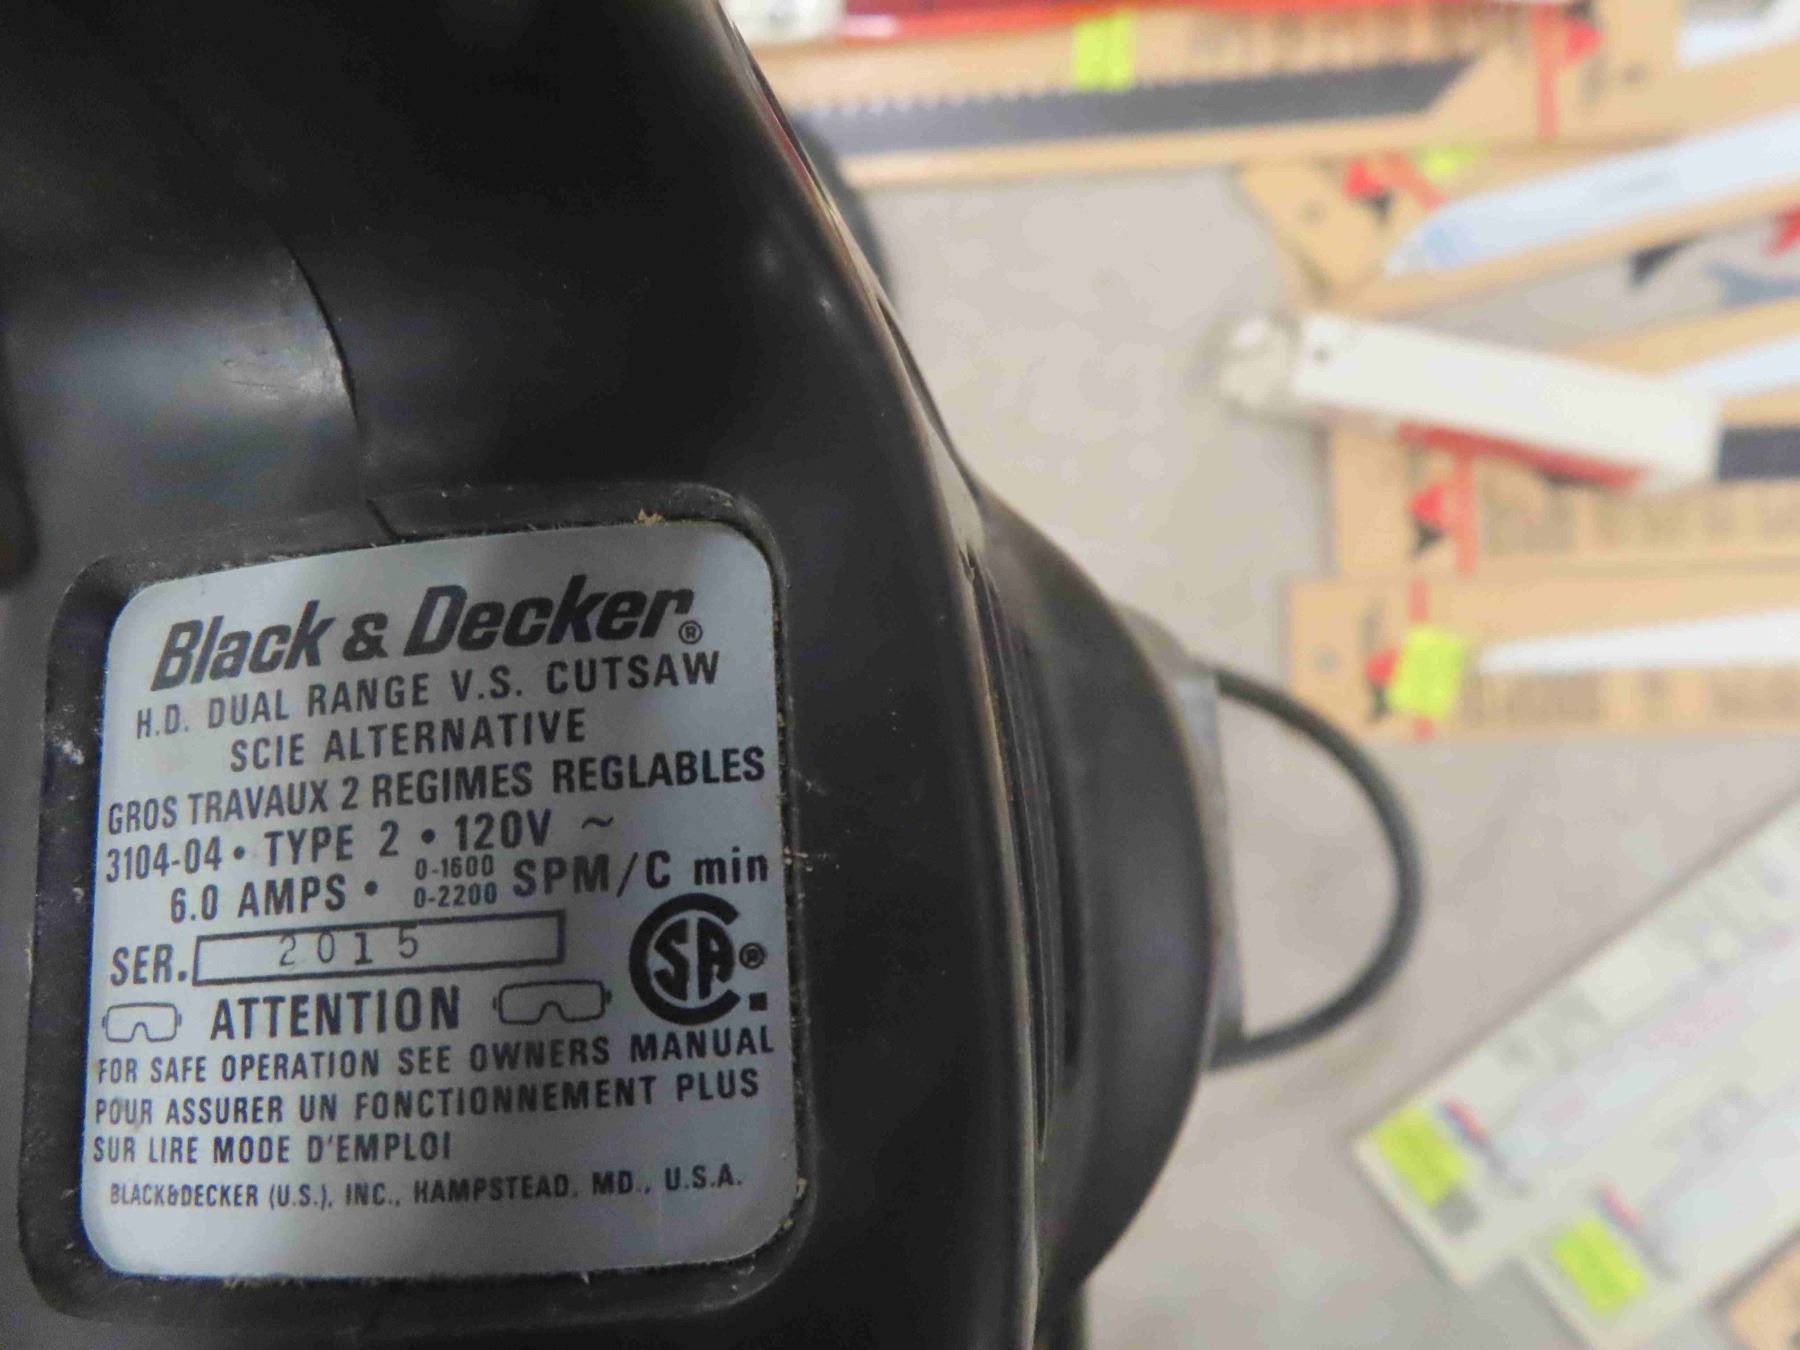 Black & Decker®
H.D. DUAL RANGE V.S. CUTSAW
SCIE ALTERNATIVE
GROS TRAVAUX 2 REGIMES REGLABLES
3104-04 • TYPE 2 • 120V ~
6.0 AMPS • 0-1600 0-2200 SPM/C min
SER. 2015
SA ®
ATTENTION
FOR SAFE OPERATION SEE OWNERS MANUAL
POUR ASSURER UN FONCTIONNEMENT PLUS
SUR LIRE MODE D'EMPLOI
BLACK&DECKER (U.S.), INC., HAMPSTEAD, MD., U.S.A.